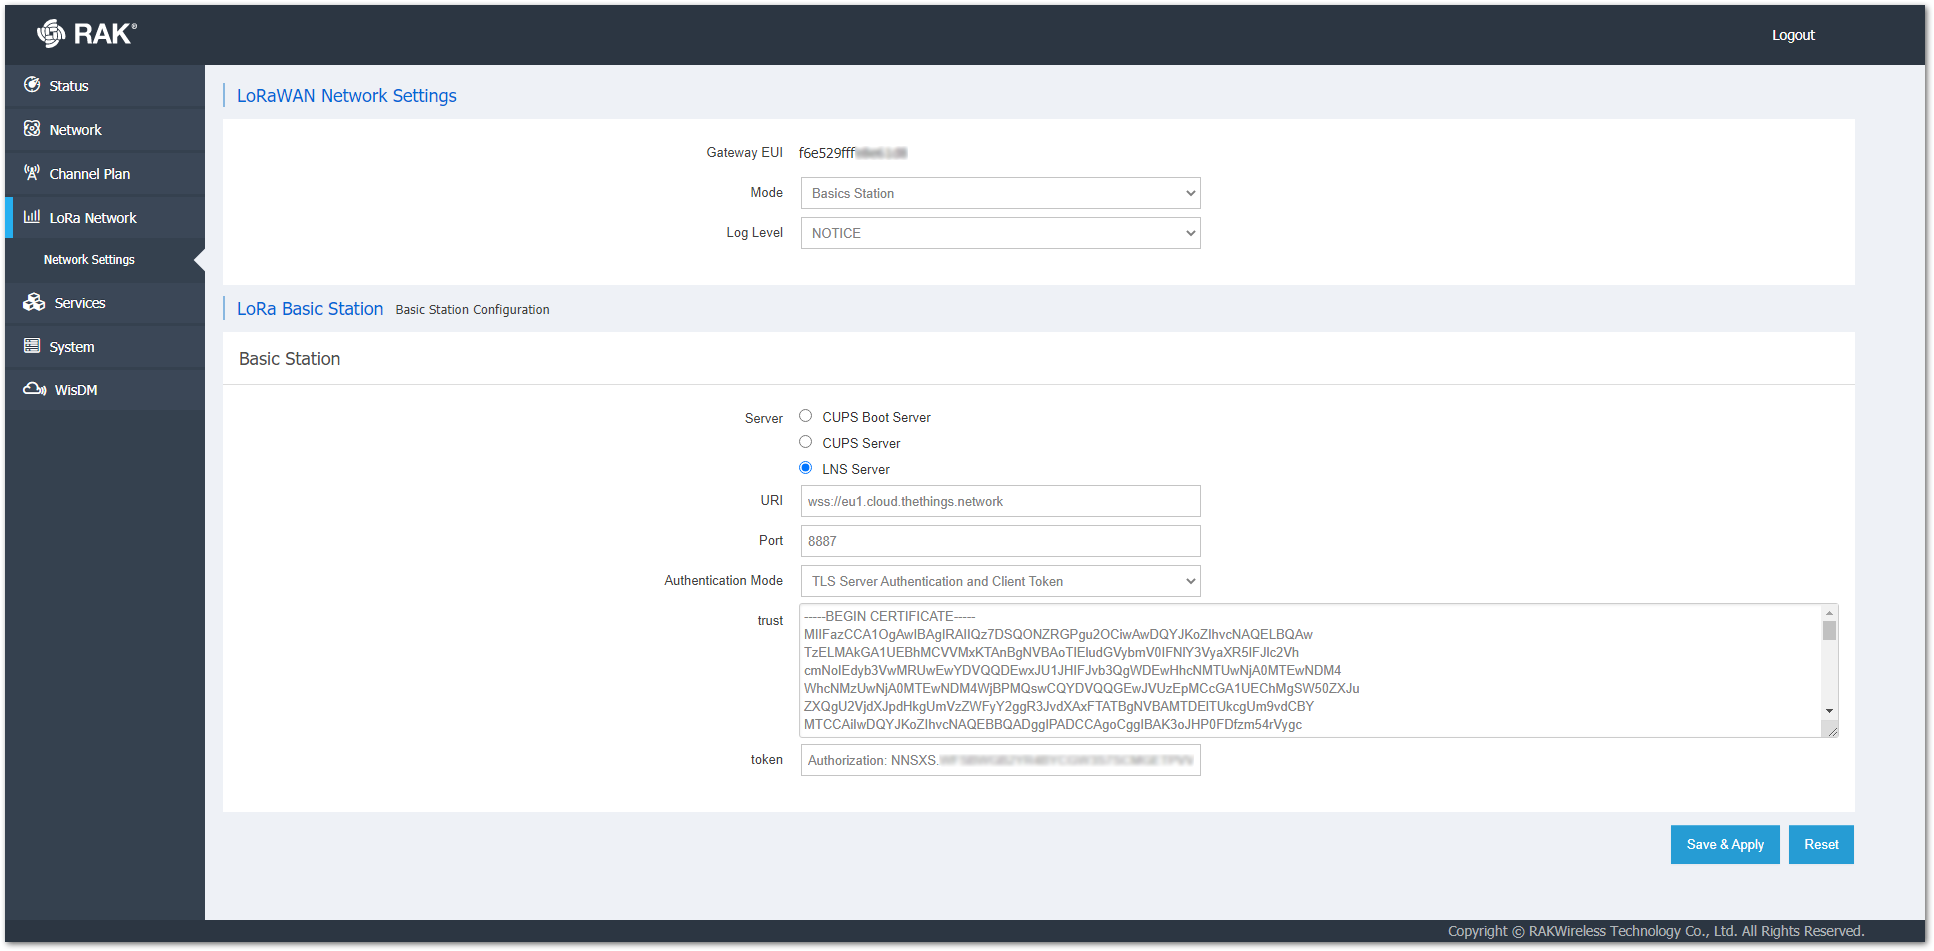 RAK®
Logout
Status
Network
Channel Plan
LoRa Network
Network Settings
Services
System
WisDM
LoRaWAN Network Settings
Gateway EUI f6e529fff
Mode Basics Station
Log Level NOTICE
LoRa Basic Station Basic Station Configuration
Basic Station
Server CUPS Boot Server
CUPS Server
LNS Server
URI wss://eu1.cloud.thethings.network
Port 8887
Authentication Mode TLS Server Authentication and Client Token
trust -----BEGIN CERTIFICATE-----
MIIFazCCA1OgAwIBAgIRAIIQz7DSQONZRGPgu2OCiwAwDQYJKoZIhvcNAQELBQAw
TzELMAkGA1UEBhMCVVMxKTAnBgNVBAoTIEludGVybmV0IFNlY3VyaXR5IFJlc2Vh
cmNoIEdyb3VwMRUwEwYDVQQDEwxJU1JHIFJvb3QgWDEwHhcNMTUwNjA0MTEwNDM4
WhcNMzUwNjA0MTEwNDM4WjBPMQswCQYDVQQGEwJVUzEpMCcGA1UEChMgSW50ZXJu
ZXQgU2VjdXJpdHkgUmVzZWFyY2ggR3JvdXAxFTATBgNVBAMTDElTUkcgUm9vdCBY
MTCCAiIwDQYJKoZIhvcNAQEBBQADggIPADCCAgoCggIBAK3oJHP0FDfzm54rVygc
token Authorization: NNSXS.
Save & Apply Reset
Copyright © RAKWireless Technology Co., Ltd. All Rights Reserved.